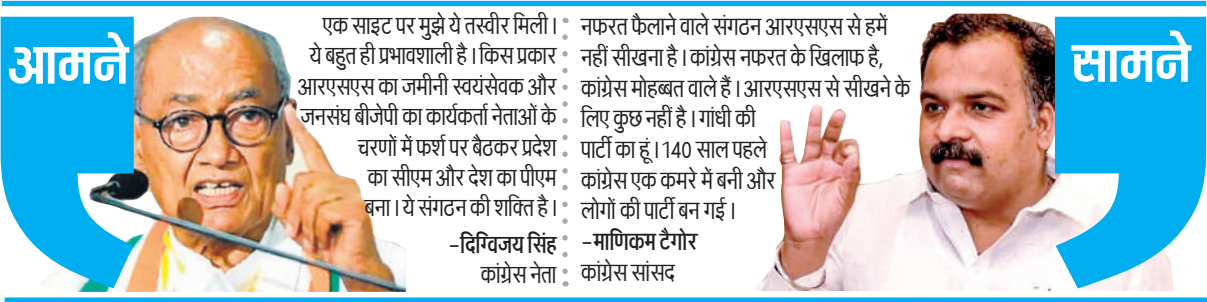 आमने
एक साइट पर मुझे ये तस्वीर मिली।
ये बहुत ही प्रभावशाली है। किस प्रकार
आरएसएस का जमीनी स्वयंसेवक और
जनसंघ बीजेपी का कार्यकर्ता नेताओं के
चरणों में फर्श पर बैठकर प्रदेश
का सीएम और देश का पीएम
बना। ये संगठन की शक्ति है।
-दिग्विजय सिंह
कांग्रेस नेता
नफरत फैलाने वाले संगठन आरएसएस से हमें
नहीं सीखना है। कांग्रेस नफरत के खिलाफ है,
कांग्रेस मोहब्बत वाले हैं। आरएसएस से सीखने के
लिए कुछ नहीं है। गांधी की
पार्टी का हूं।140 साल पहले
कांग्रेस एक कमरे में बनी और
लोगों की पार्टी बन गई।
-माणिकम टैगोर
कांग्रेस सांसद
सामने